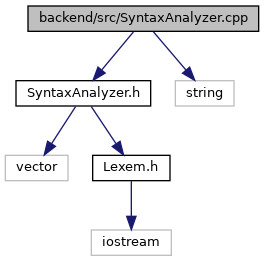 backend/src/SyntaxAnalyzer.cpp
SyntaxAnalyzer.h
string
vector
Lexem.h
iostream